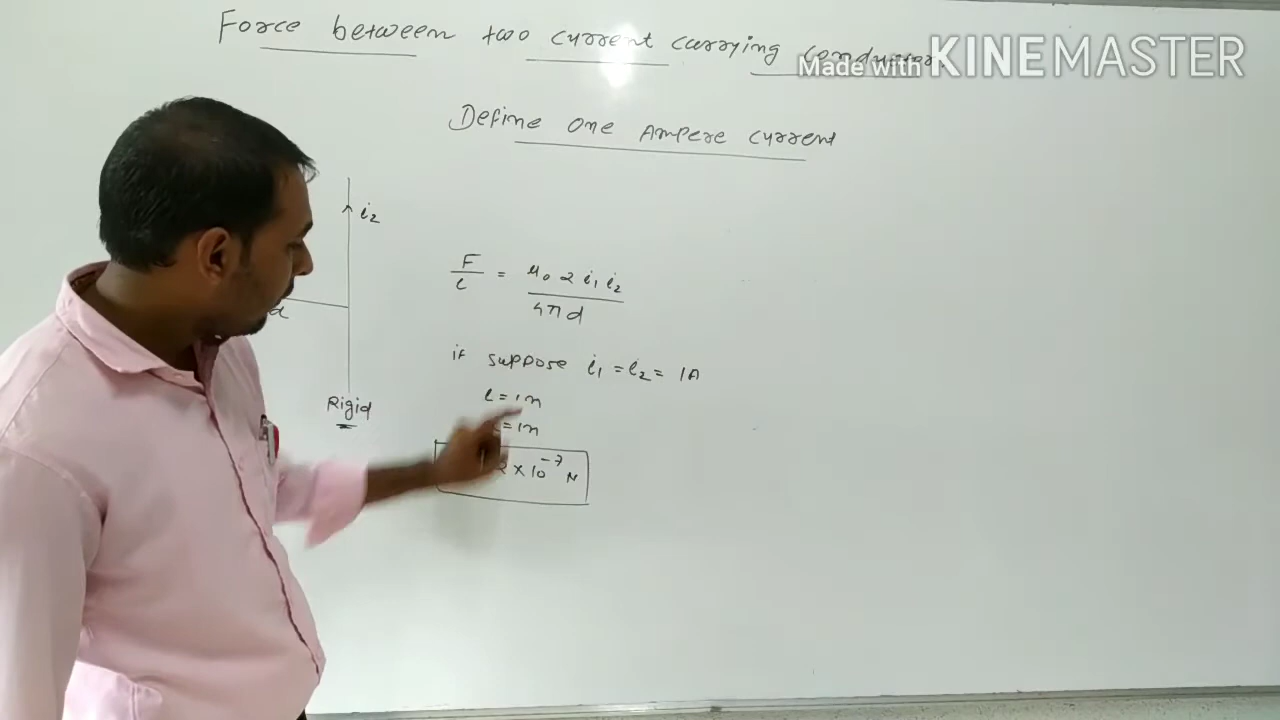 Force between two current carrying
Made with KINEMASTER
Define One Ampere current
i₂
d
Rigid
F/l = μ₀ 2 i₁ i₂ / 4π d
if suppose i₁ = i₂ = 1A
l = 1m
= 1m
2 × 10⁻⁷ N